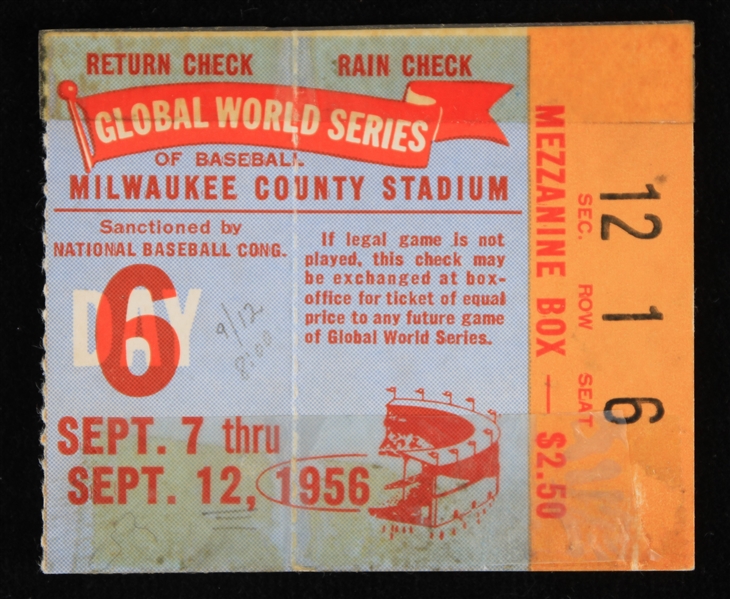 RETURN CHECK RAIN CHECK
GLOBAL WORLD SERIES
OF BASEBALL
MILWAUKEE COUNTY STADIUM
Sanctioned by
NATIONAL BASEBALL CONG.
DAY
6
9/12
8:00
If legal game is not
played, this check may
be exchanged at box-
office for ticket of equal
price to any future game
of Global World Series.
SEPT. 7 thru
SEPT. 12, 1956
MEZZANINE BOX — $2.50
SEC. ROW SEAT
12 1 6